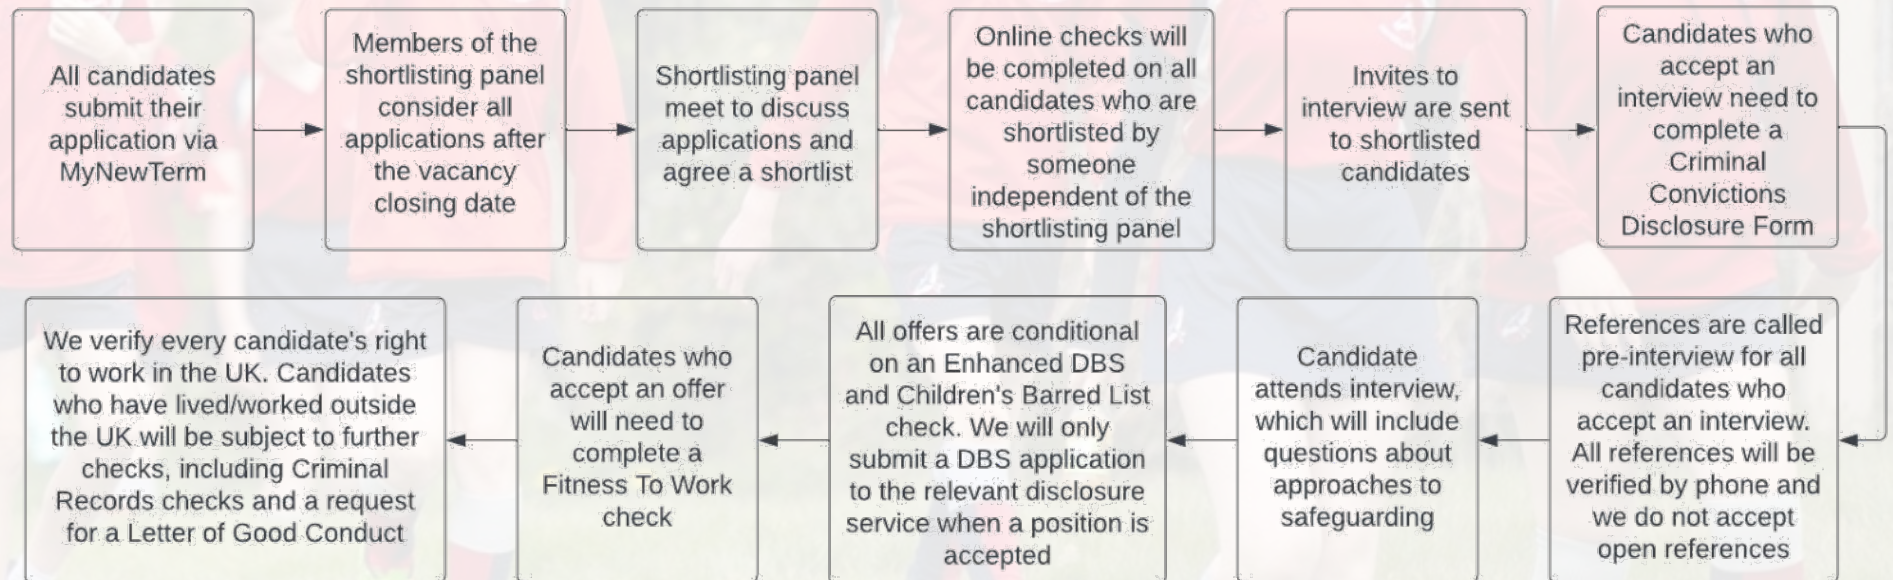 All candidates
submit their
application via
MyNewTerm
Members of the
shortlisting panel
consider all
applications after
the vacancy
closing date
Shortlisting panel
meet to discuss
applications and
agree a shortlist
Online checks will
be completed on all
candidates who are
shortlisted by
someone
independent of the
shortlisting panel
Invites to
interview are sent
to shortlisted
candidates
Candidates who
accept an
interview need to
complete a
Criminal
Convictions
Disclosure Form
References are called
pre-interview for all
candidates who
accept an interview.
All references will be
verified by phone and
we do not accept
open references
Candidate
attends interview,
which will include
questions about
approaches to
safeguarding
All offers are conditional
on an Enhanced DBS
and Children's Barred List
check. We will only
submit a DBS application
to the relevant disclosure
service when a position is
accepted
Candidates who
accept an offer
will need to
complete a
Fitness To Work
check
We verify every candidate's right
to work in the UK. Candidates
who have lived/worked outside
the UK will be subject to further
checks, including Criminal
Records checks and a request
for a Letter of Good Conduct